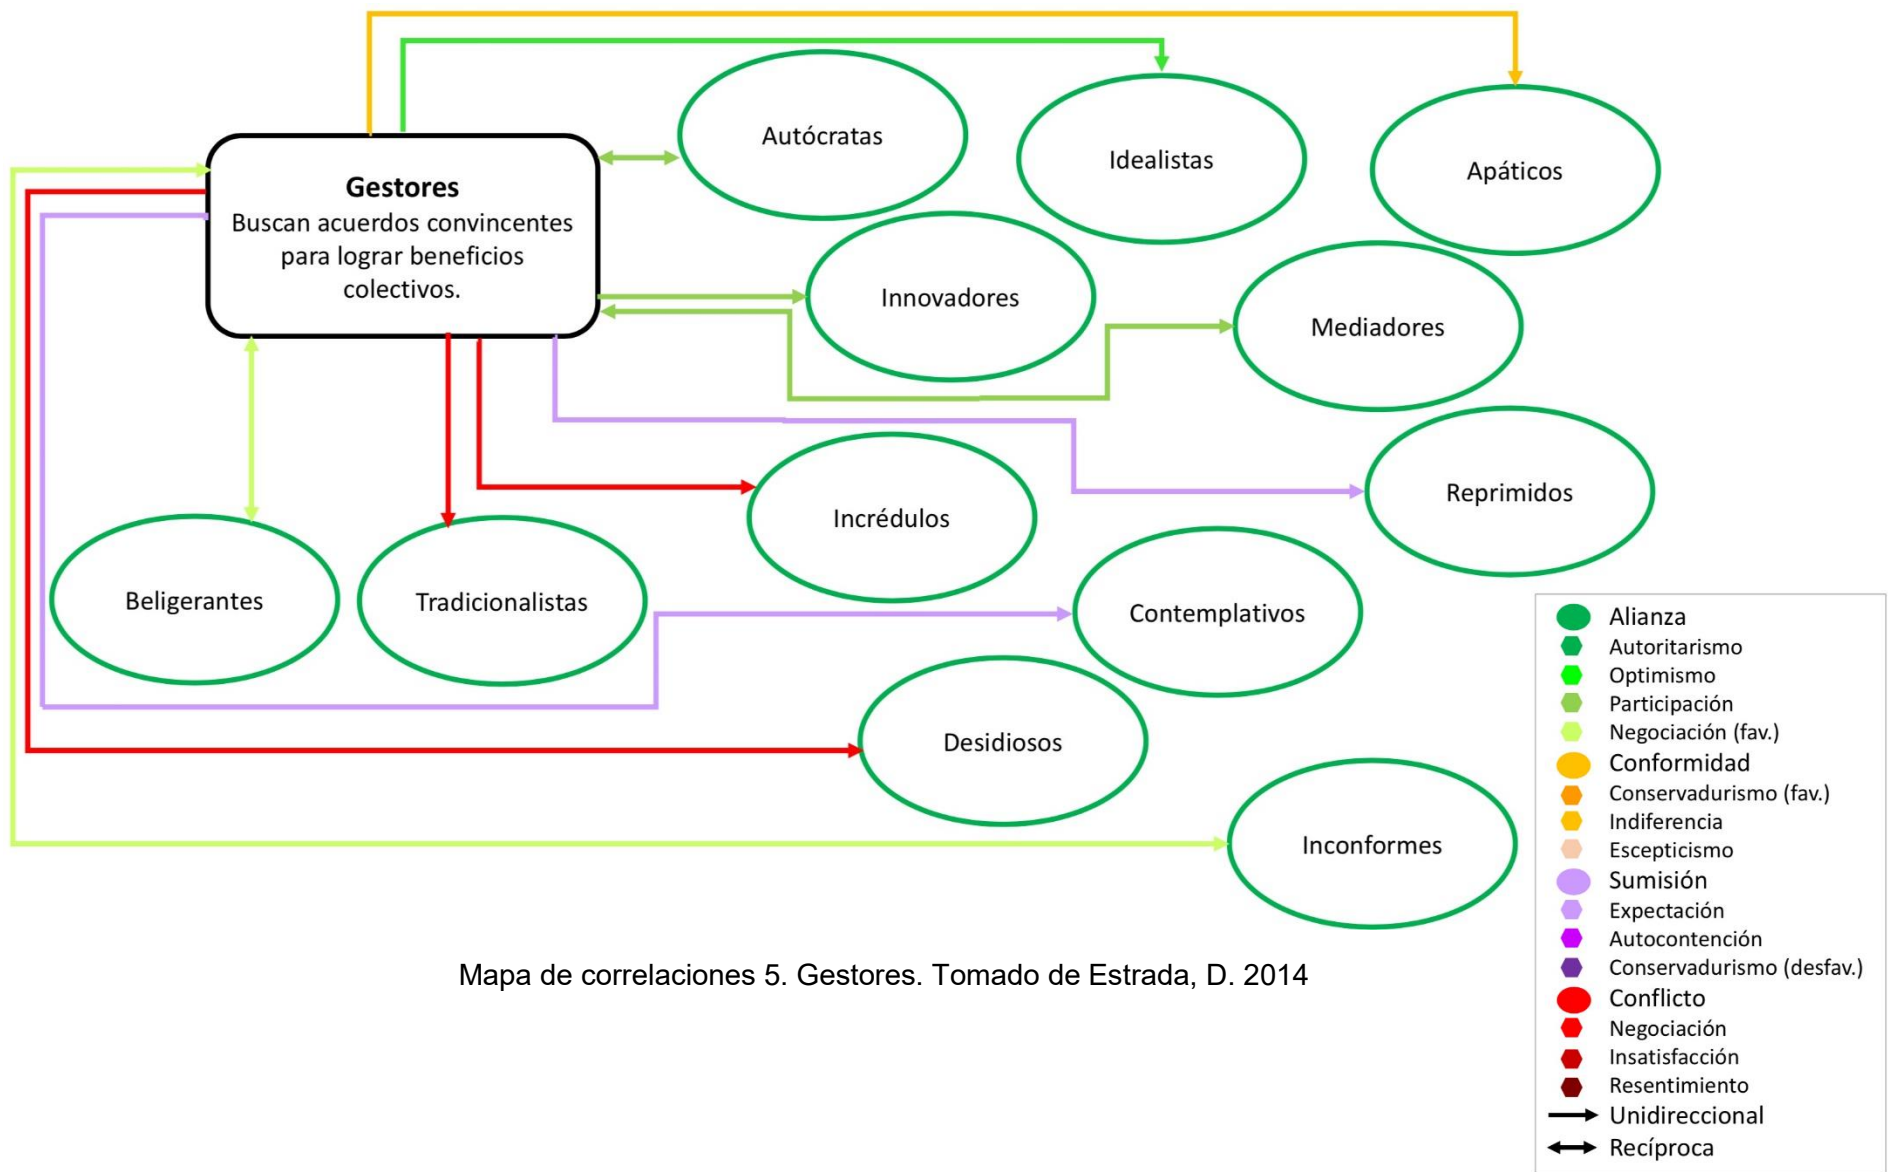 Autócratas
Idealistas
Apáticos
Gestores
Buscan acuerdos convincentes
para lograr beneficios
colectivos.
Innovadores
Mediadores
Reprimidos
Incrédulos
Beligerantes
Tradicionalistas
Contemplativos
Desidiosos
Inconformes
Mapa de correlaciones 5. Gestores. Tomado de Estrada, D. 2014
Alianza
Autoritarismo
Optimismo
Participación
Negociación (fav.)
Conformidad
Conservadurismo (fav.)
Indiferencia
Escepticismo
Sumisión
Expectación
Autocontención
Conservadurismo (desfav.)
Conflicto
Negociación
Insatisfacción
Resentimiento
Unidireccional
Recíproca